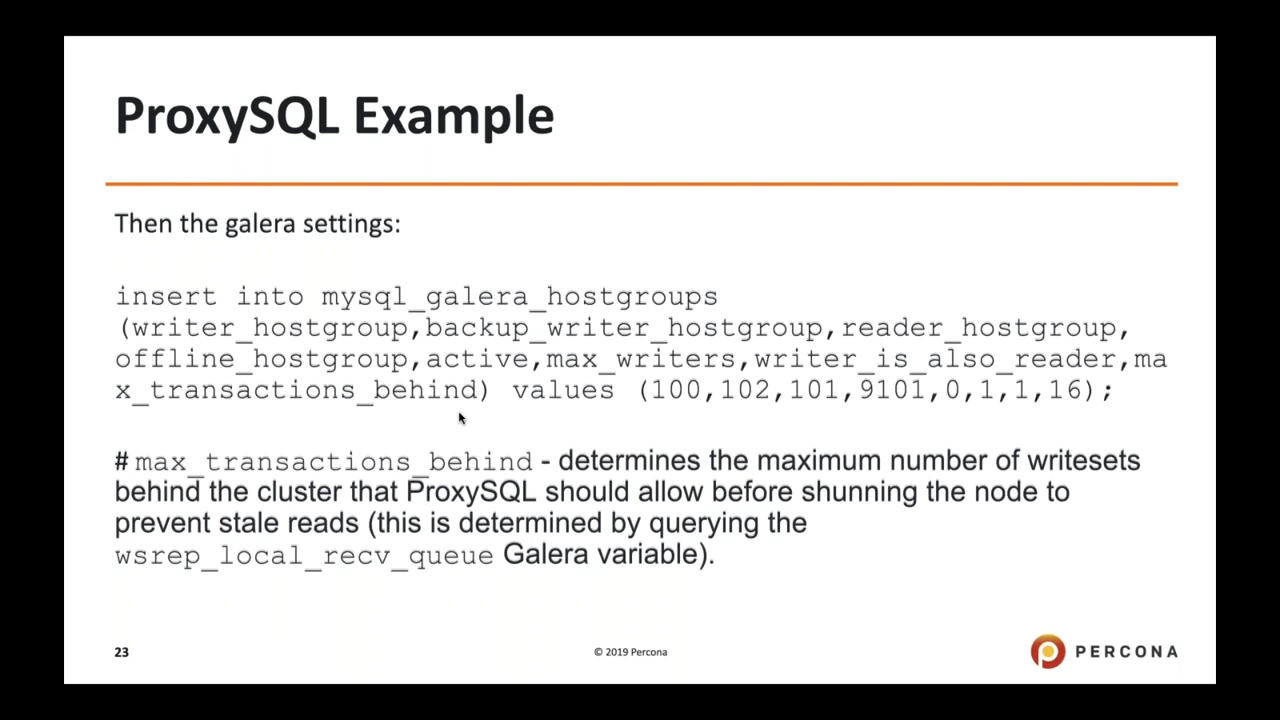 ProxySQL Example
Then the galera settings:
insert into mysql_galera_hostgroups
(writer_hostgroup,backup_writer_hostgroup,reader_hostgroup,
offline_hostgroup,active,max_writers,writer_is_also_reader,ma
x_transactions_behind) values (100,102,101,9101,0,1,1,16);
# max_transactions_behind - determines the maximum number of writesets
behind the cluster that ProxySQL should allow before shunning the node to
prevent stale reads (this is determined by querying the
wsrep_local_recv_queue Galera variable).
23
© 2019 Percona
PERCONA